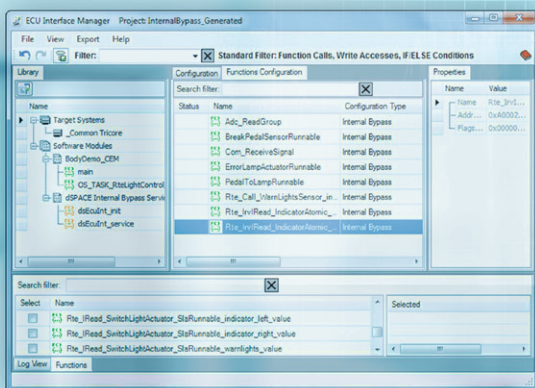 ECU Interface Manager Project: InternalBypass_Generated
File View Export Help
Filter: Standard Filter: Function Calls, Write Accesses, IF/ELSE Conditions
Library
Configuration Functions Configuration
Properties
Search filter:
Name
Status Name Configuration Type
Name Value
Target Systems
_Common Tricore
Software Modules
BodyDemo_CEM
main
OS_TASK_RteLightControl
dSPACE Internal Bypass Servi
dsEcuInt_init
dsEcuInt_service
Adc_ReadGroup Internal Bypass
BreakPedalSensorRunnable Internal Bypass
Com_ReceiveSignal Internal Bypass
ErrorLampActuatorRunnable Internal Bypass
PedalToLampRunnable Internal Bypass
Rte_Call_WarnLightsSensor_in... Internal Bypass
Rte_IrvIRead_IndicatorAtomic_... Internal Bypass
Rte_IrvIRead_IndicatorAtomic_... Internal Bypass
Name Rte_IrvI...
Addr... 0xA0002...
Flags... 0x00000...
Search filter:
Select Name
Selected
Rte_IRead_SwitchLightActuator_SlaRunnable_indicator_left_value
Rte_IRead_SwitchLightActuator_SlaRunnable_indicator_right_value
Rte_IRead_SwitchLightActuator_SlaRunnable_warnlights_value
Log View Functions